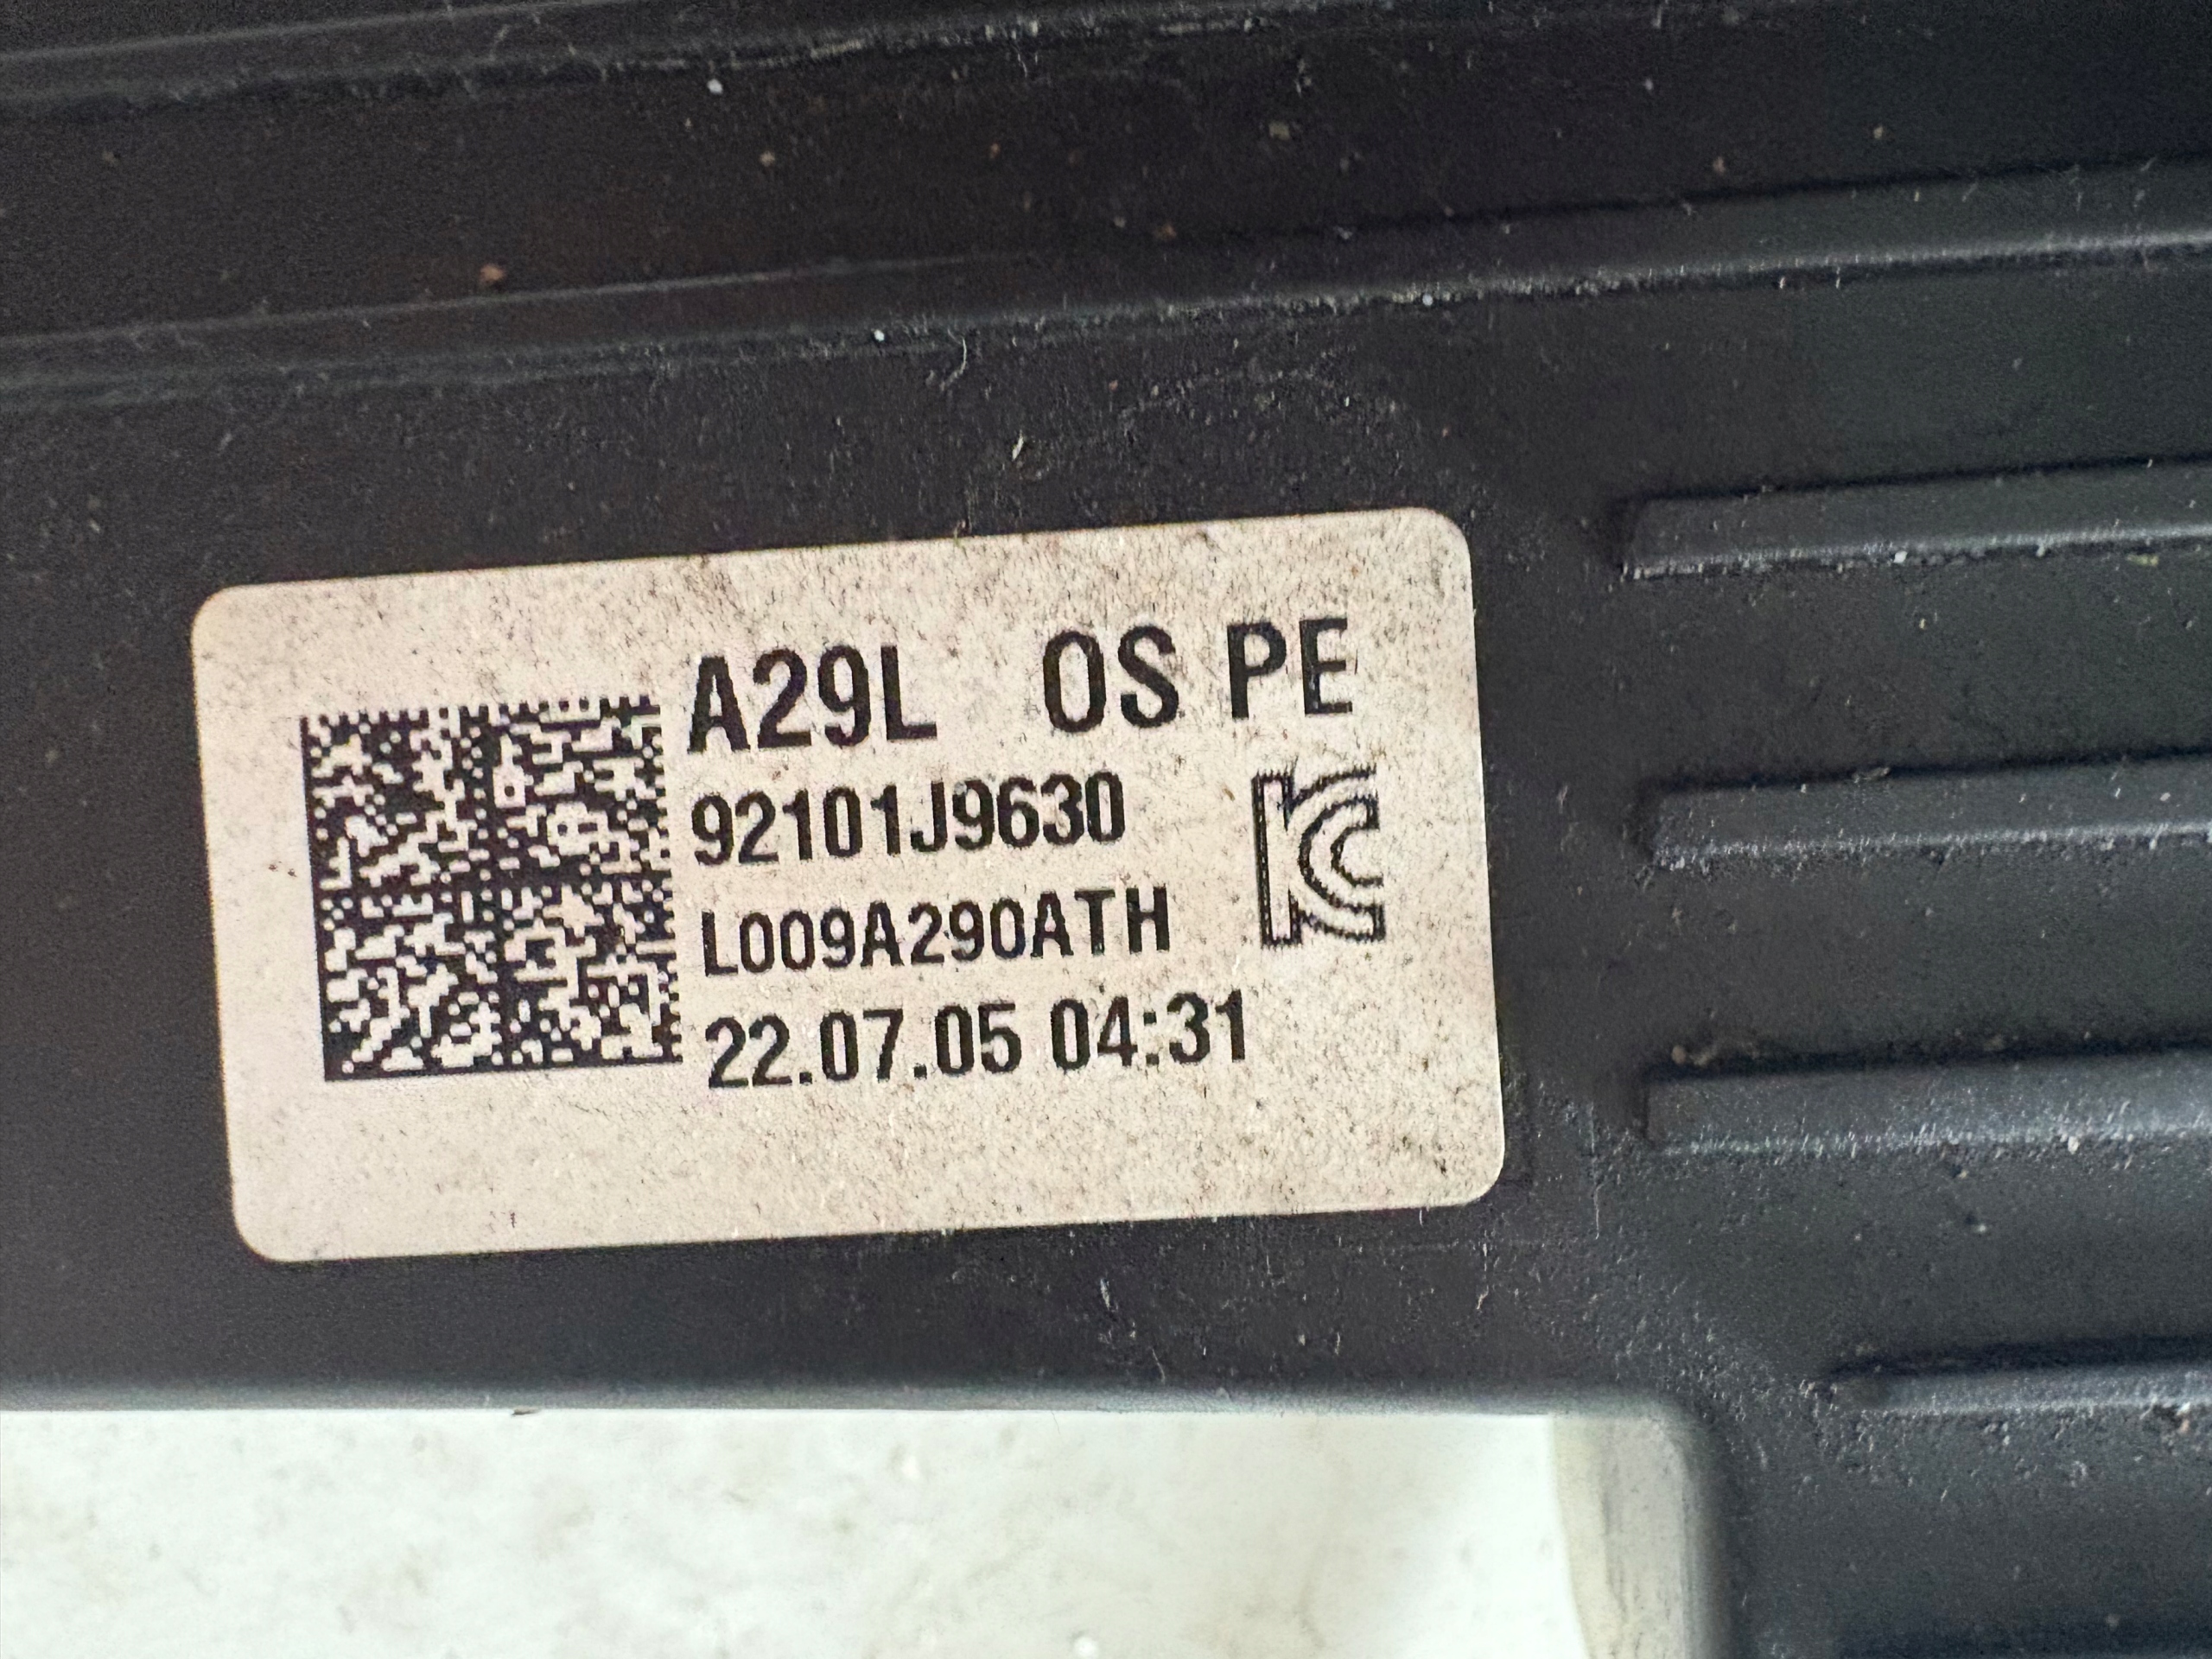 A29L OS PE
92101J9630
L009A290ATH
22.07.05 04:31